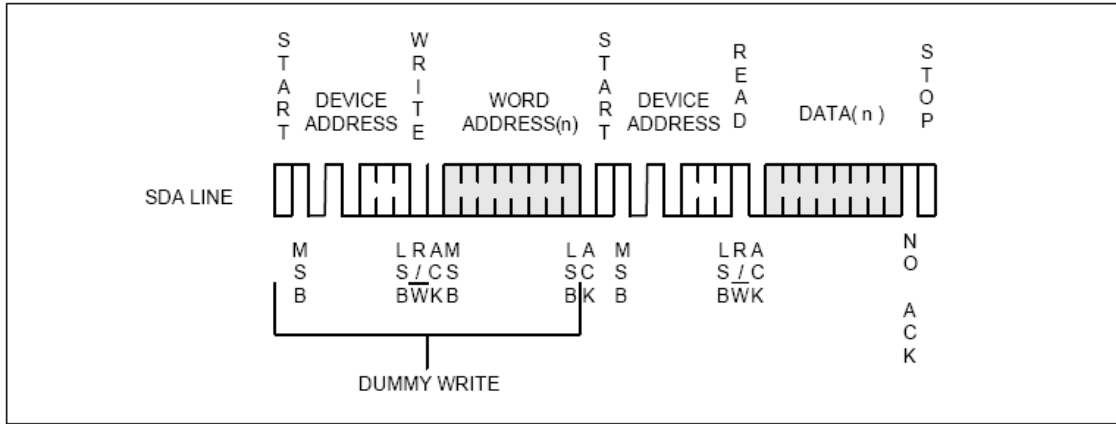 START
DEVICE
ADDRESS
WRITE
WORD
ADDRESS(n)
START
DEVICE
ADDRESS
READ
DATA( n )
STOP
SDA LINE
MSB
LSB
R/W
ACK
MSB
LSB
ACK
MSB
LSB
R/W
ACK
NO ACK
DUMMY WRITE